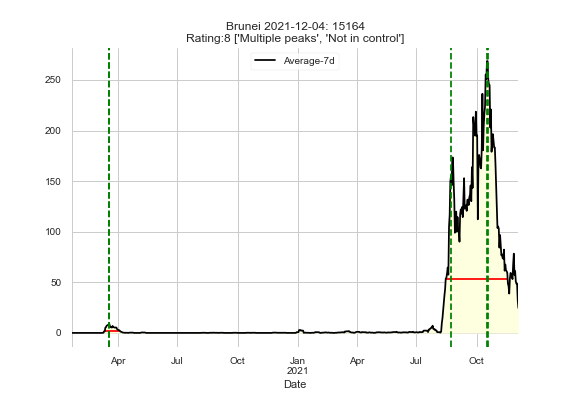 Brunei 2021-12-04: 15164
Rating:8 ['Multiple peaks', 'Not in control']
Average-7d
250
200
150
100
50
0
Apr Jul Oct Jan Apr Jul Oct
2021
Date